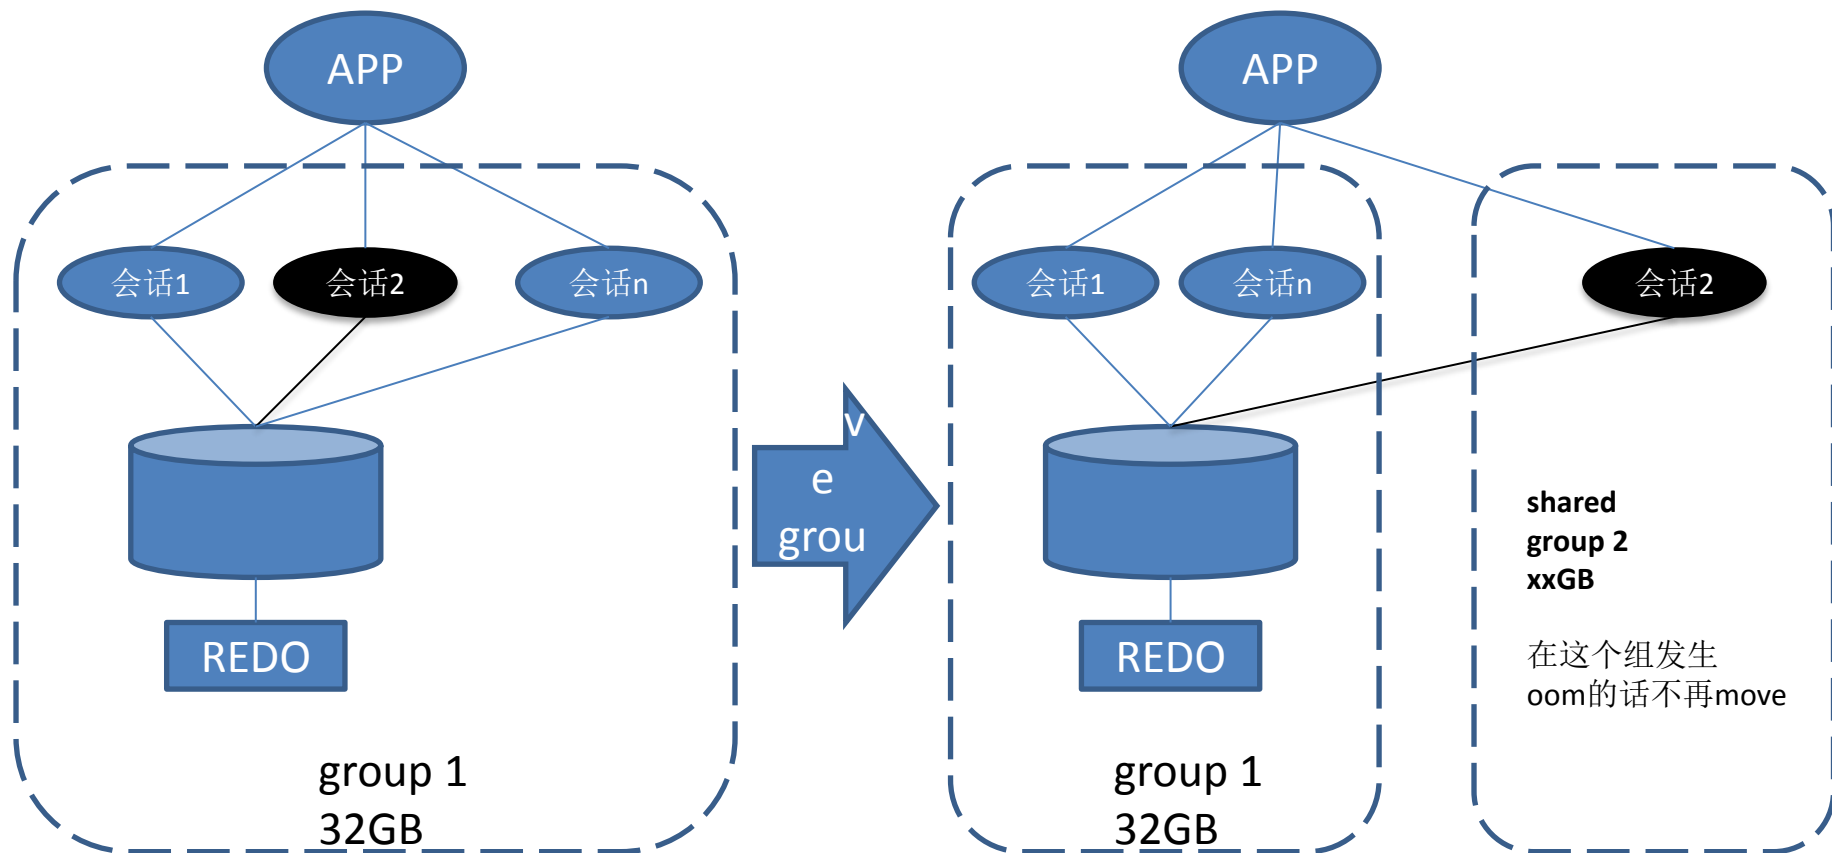 APP
会话1
会话2
会话n
REDO
group 1
32GB
v
e
grou
APP
会话1
会话n
会话2
REDO
group 1
32GB
shared
group 2
xxGB
在这个组发生
oom的话不再move